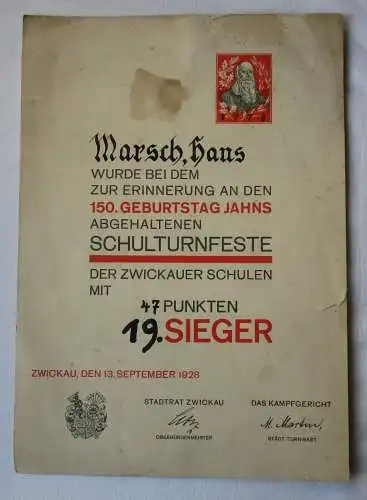 Marsch, Hans
WURDE BEI DEM
ZUR ERINNERUNG AN DEN
150. GEBURTSTAG JAHNS
ABGEHALTENEN
SCHULTURNFESTE
DER ZWICKAUER SCHULEN
MIT
47 PUNKTEN
19. SIEGER
ZWICKAU, DEN 13. SEPTEMBER 1928
STADTRAT ZWICKAU
DAS KAMPFGERICHT
M. Martin
OBERBÜRGERMEISTER
STÄDT. TURNWART